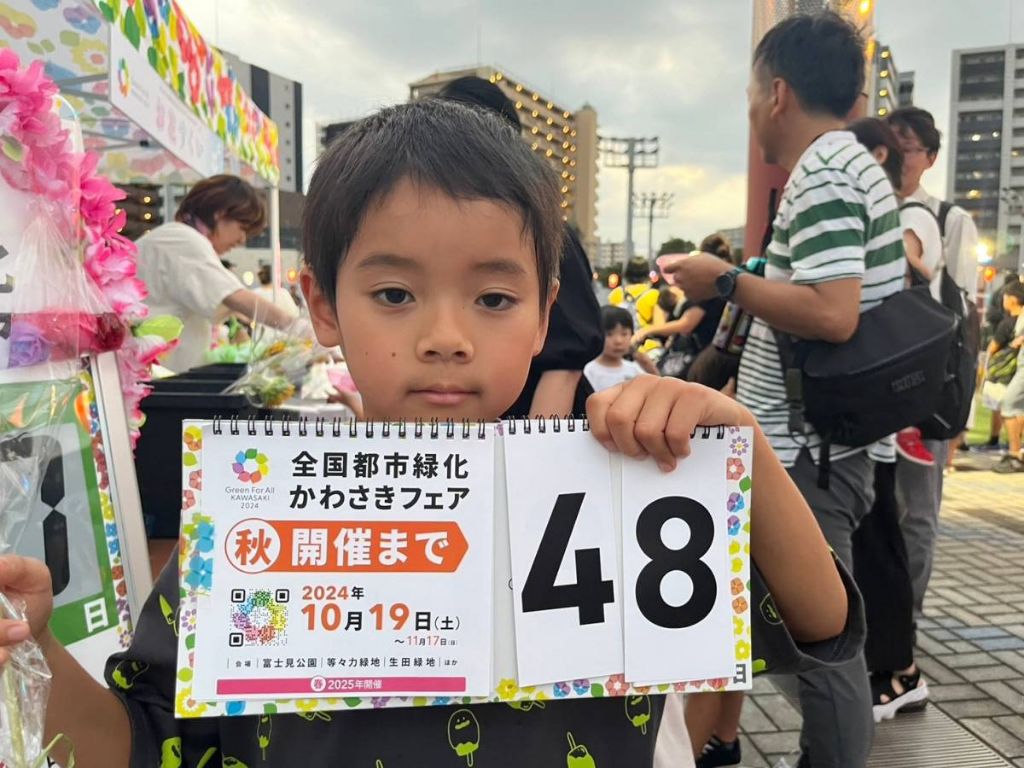 Green For All
KAWASAKI
2024
全国都市緑化
かわさきフェア
秋 開催まで
2024年
10月19日(土)
～11月17日(日)
会場 | 富士見公園 | 等々力緑地 | 生田緑地 | ほか
春 2025年開催
48
日
日